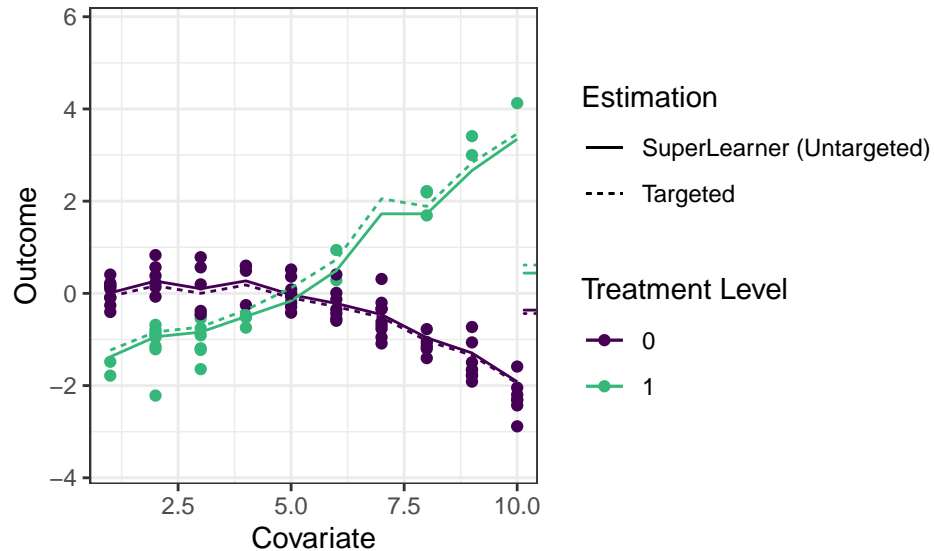 6
4
2
0
−2
−4
Outcome
2.5
5.0
7.5
10.0
Covariate
Estimation
SuperLearner (Untargeted)
Targeted
Treatment Level
0
1